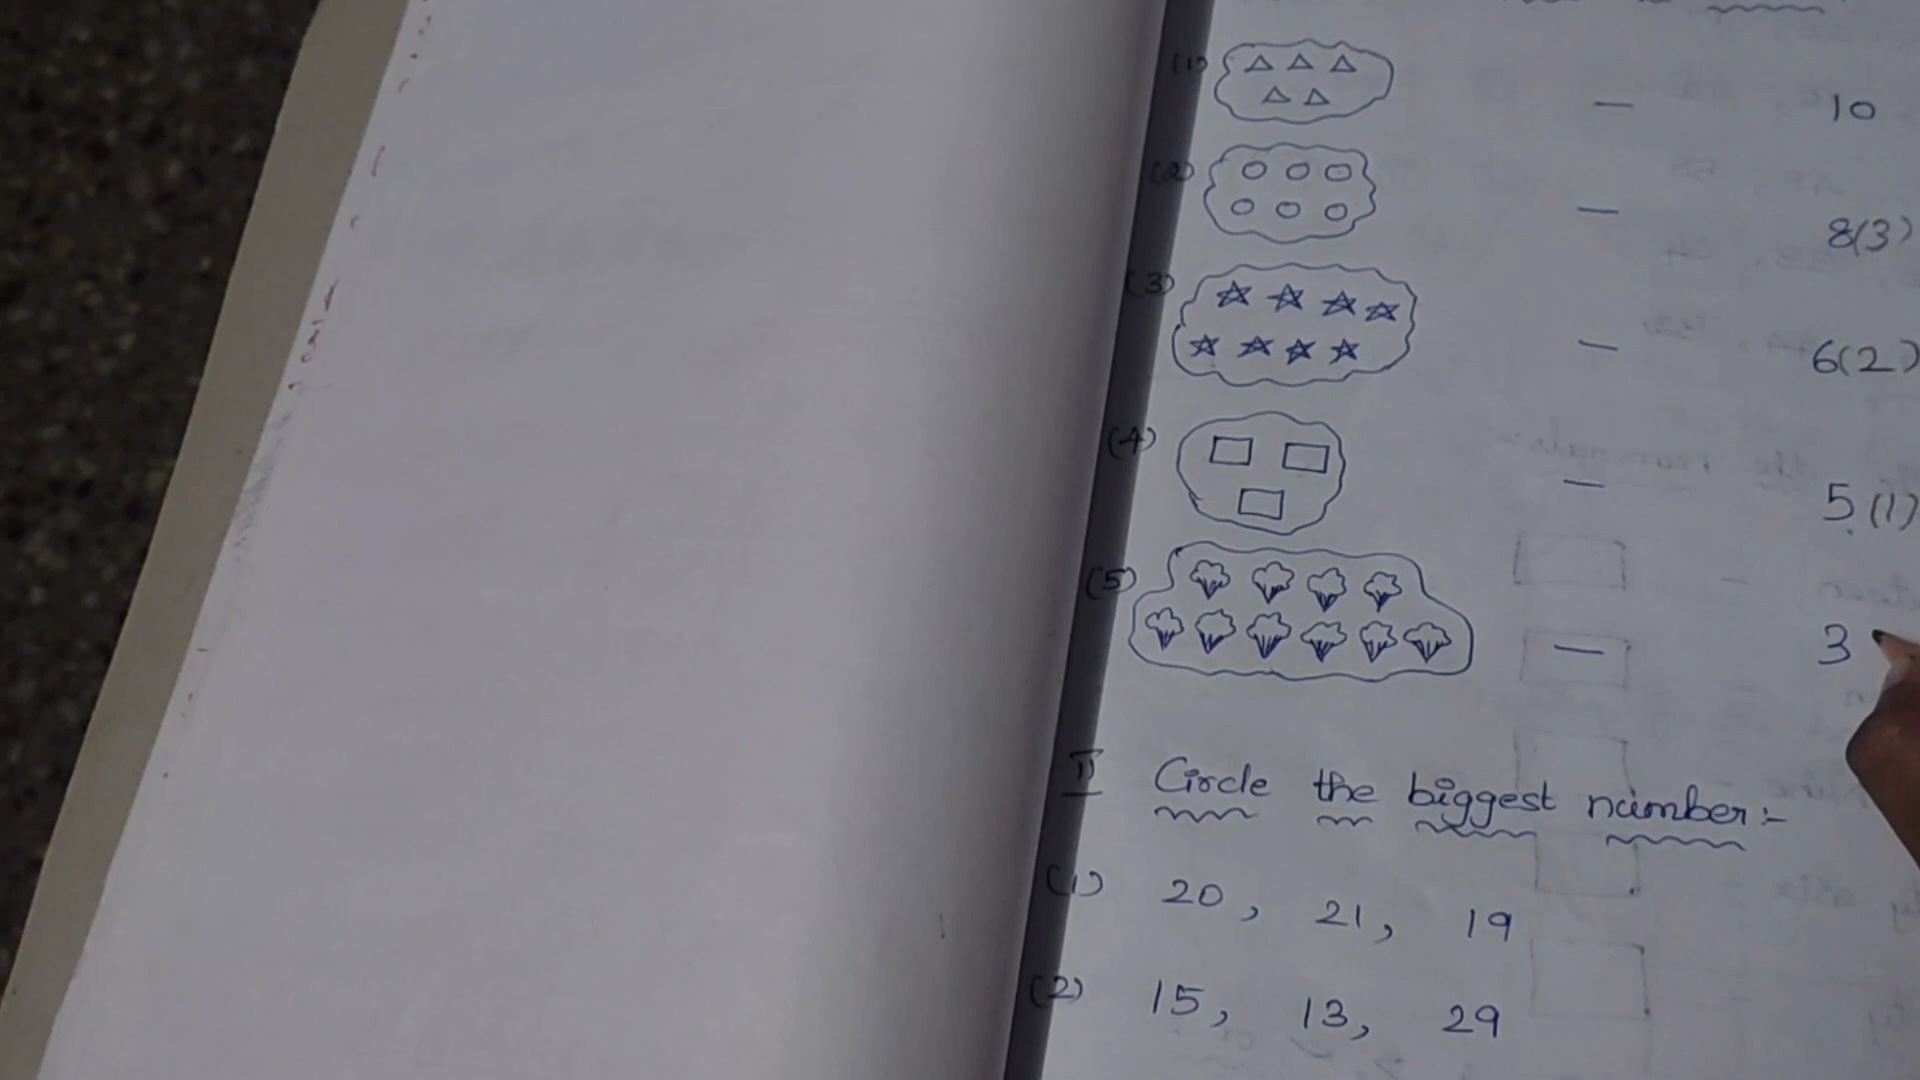 (1) — 10
(2) — 8(3)
(3) — 6(2)
(4) — 5(1)
(5) — 3
II Circle the biggest number:-
(1) 20, 21, 19
(2) 15, 13, 29